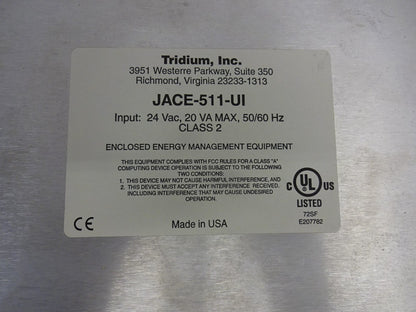 Tridium, Inc.
3951 Westerre Parkway, Suite 350
Richmond, Virginia 23233-1313
JACE-511-UI
Input: 24 Vac, 20 VA MAX, 50/60 Hz
CLASS 2
ENCLOSED ENERGY MANAGEMENT EQUIPMENT
THIS EQUIPMENT COMPLIES WITH FCC RULES FOR A CLASS "A"
COMPUTING DEVICE OPERATION IS SUBJECT TO THE FOLLOWING
TWO CONDITIONS:
1. THIS DEVICE MAY NOT CAUSE HARMFUL INTERFERENCE, AND
2. THIS DEVICE MUST ACCEPT ANY INTERFERENCE RECEIVED,
INCLUDING INTERFERENCE THAT MAY CAUSE UNDESIRED
OPERATION.
C UL US
LISTED
72SF
E207782
CE
Made in USA